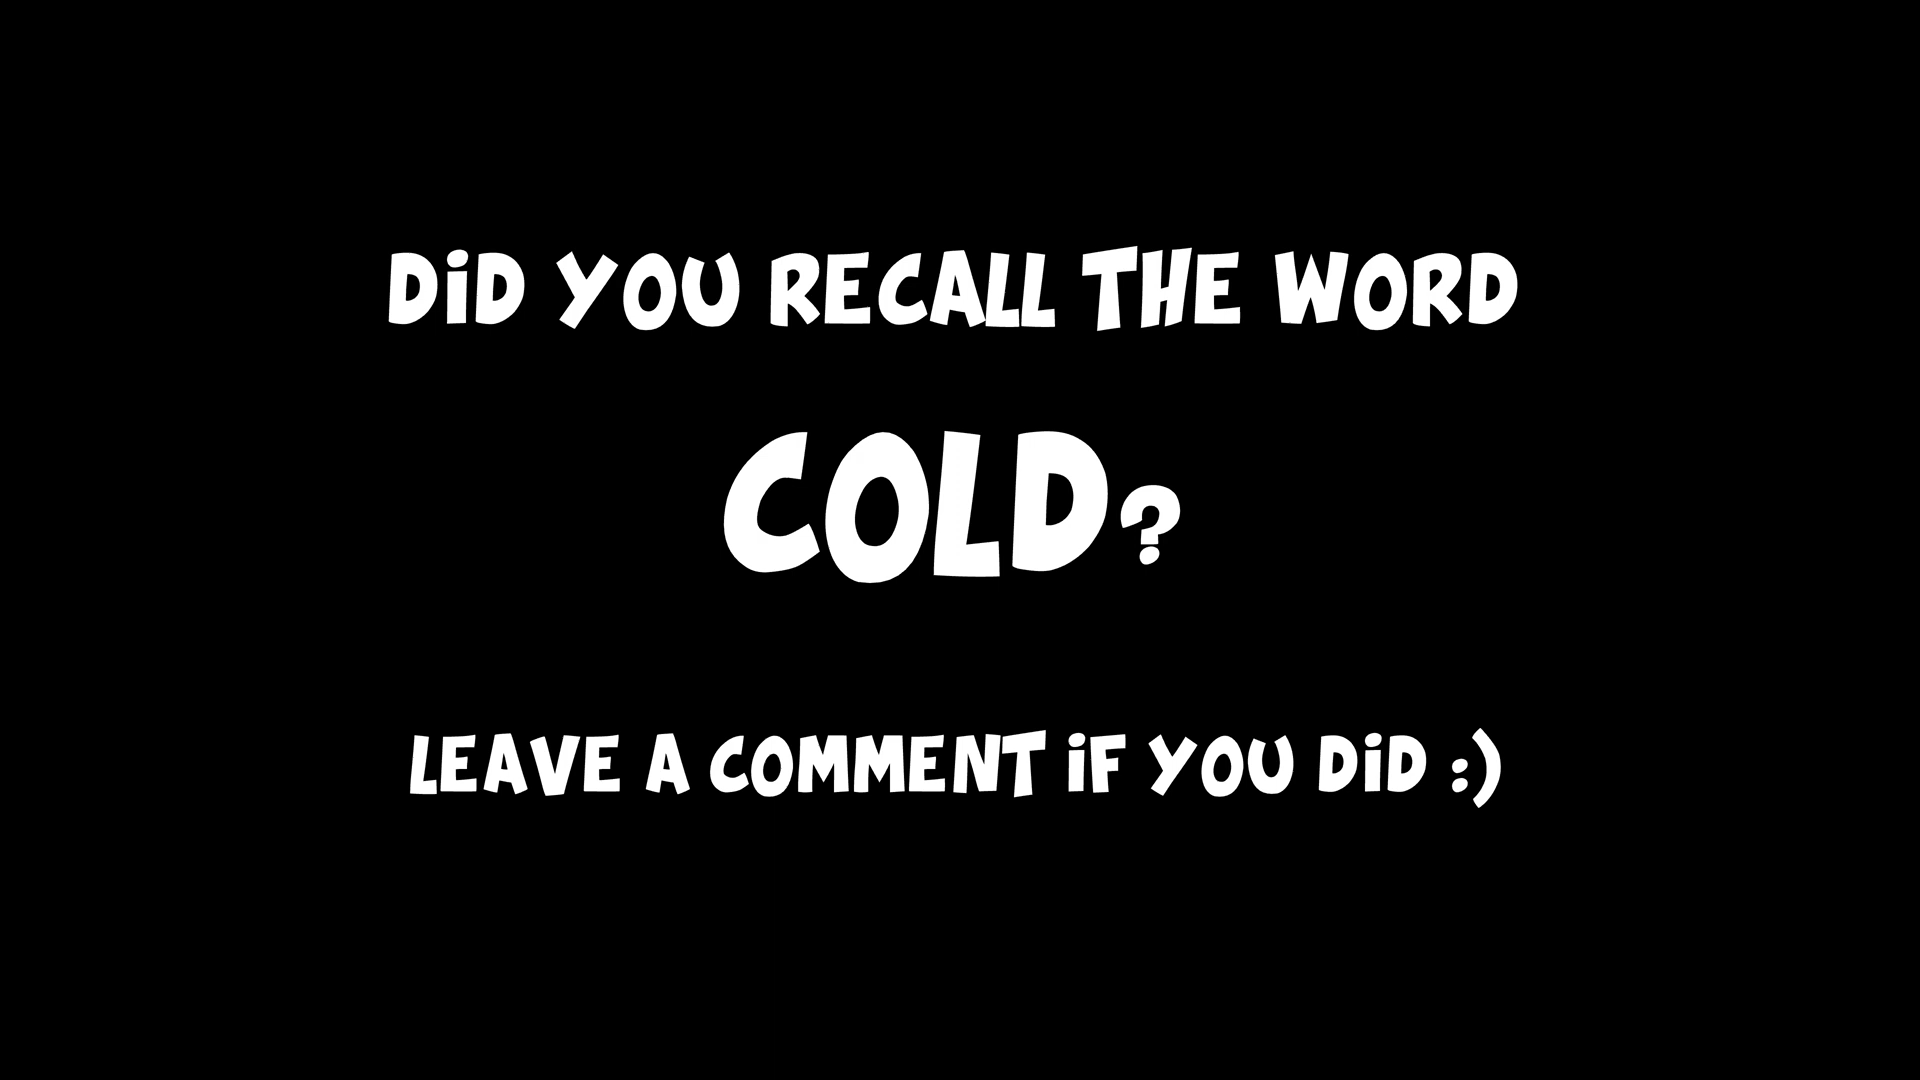 DiD YOU RECALL THE WORD
COLD?
LEAVE A COMMENT iF YOU DiD :)